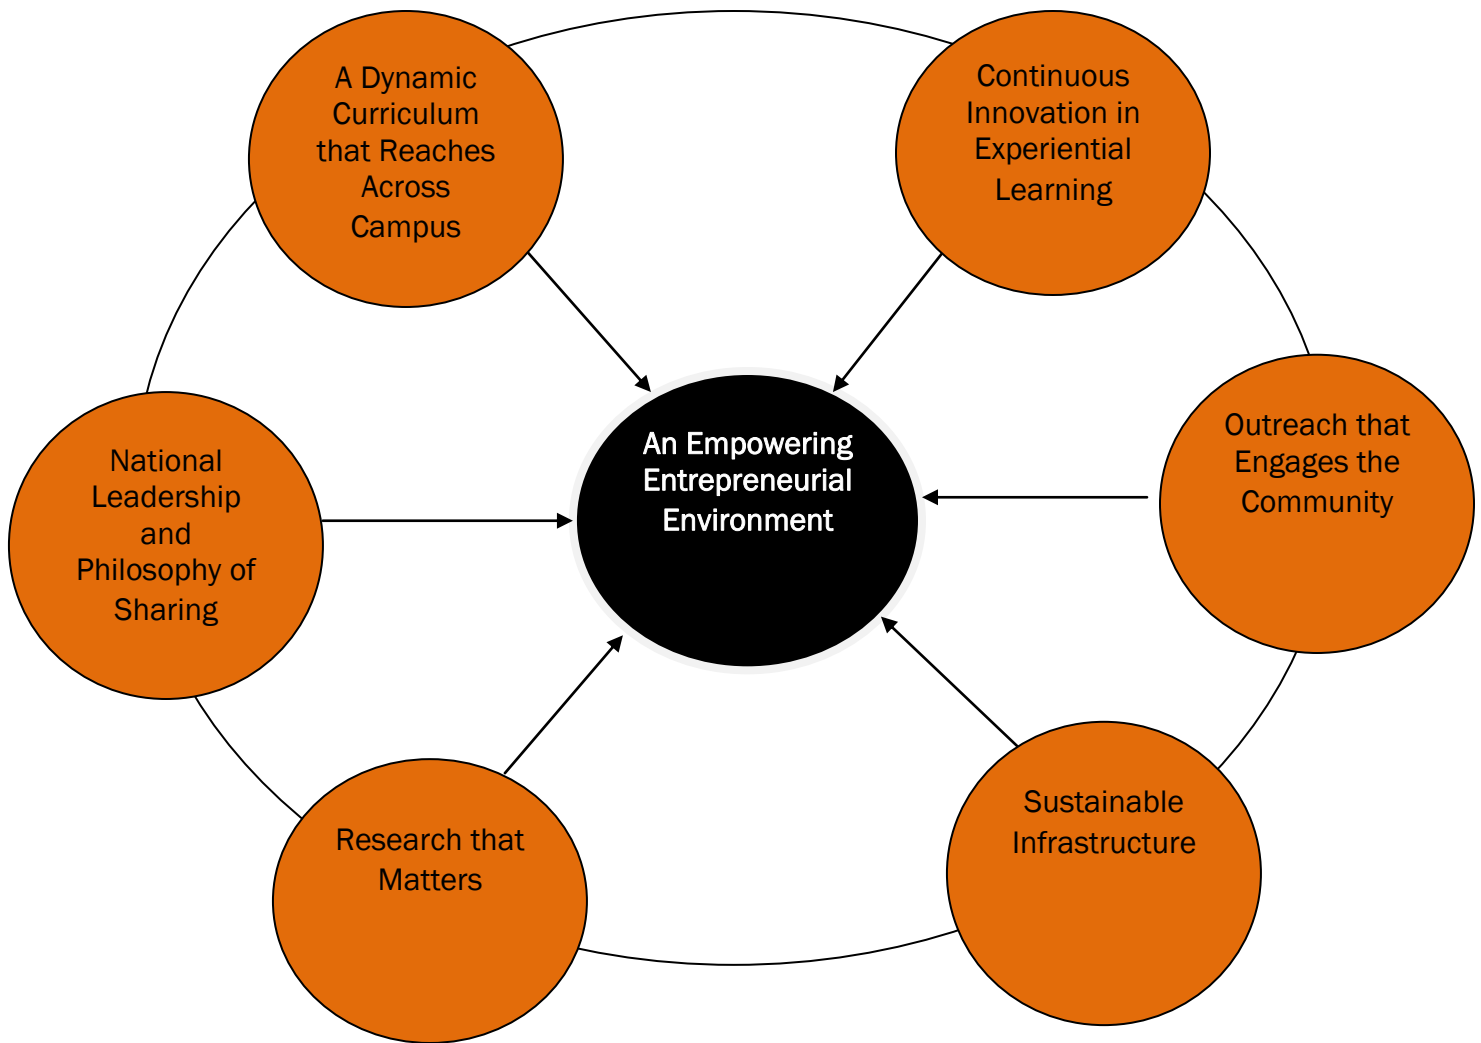 A Dynamic
Curriculum
that Reaches
Across
Campus
Continuous
Innovation in
Experiential
Learning
An Empowering
Entrepreneurial
Environment
Outreach that
Engages the
Community
National
Leadership
and
Philosophy of
Sharing
Sustainable
Infrastructure
Research that
Matters